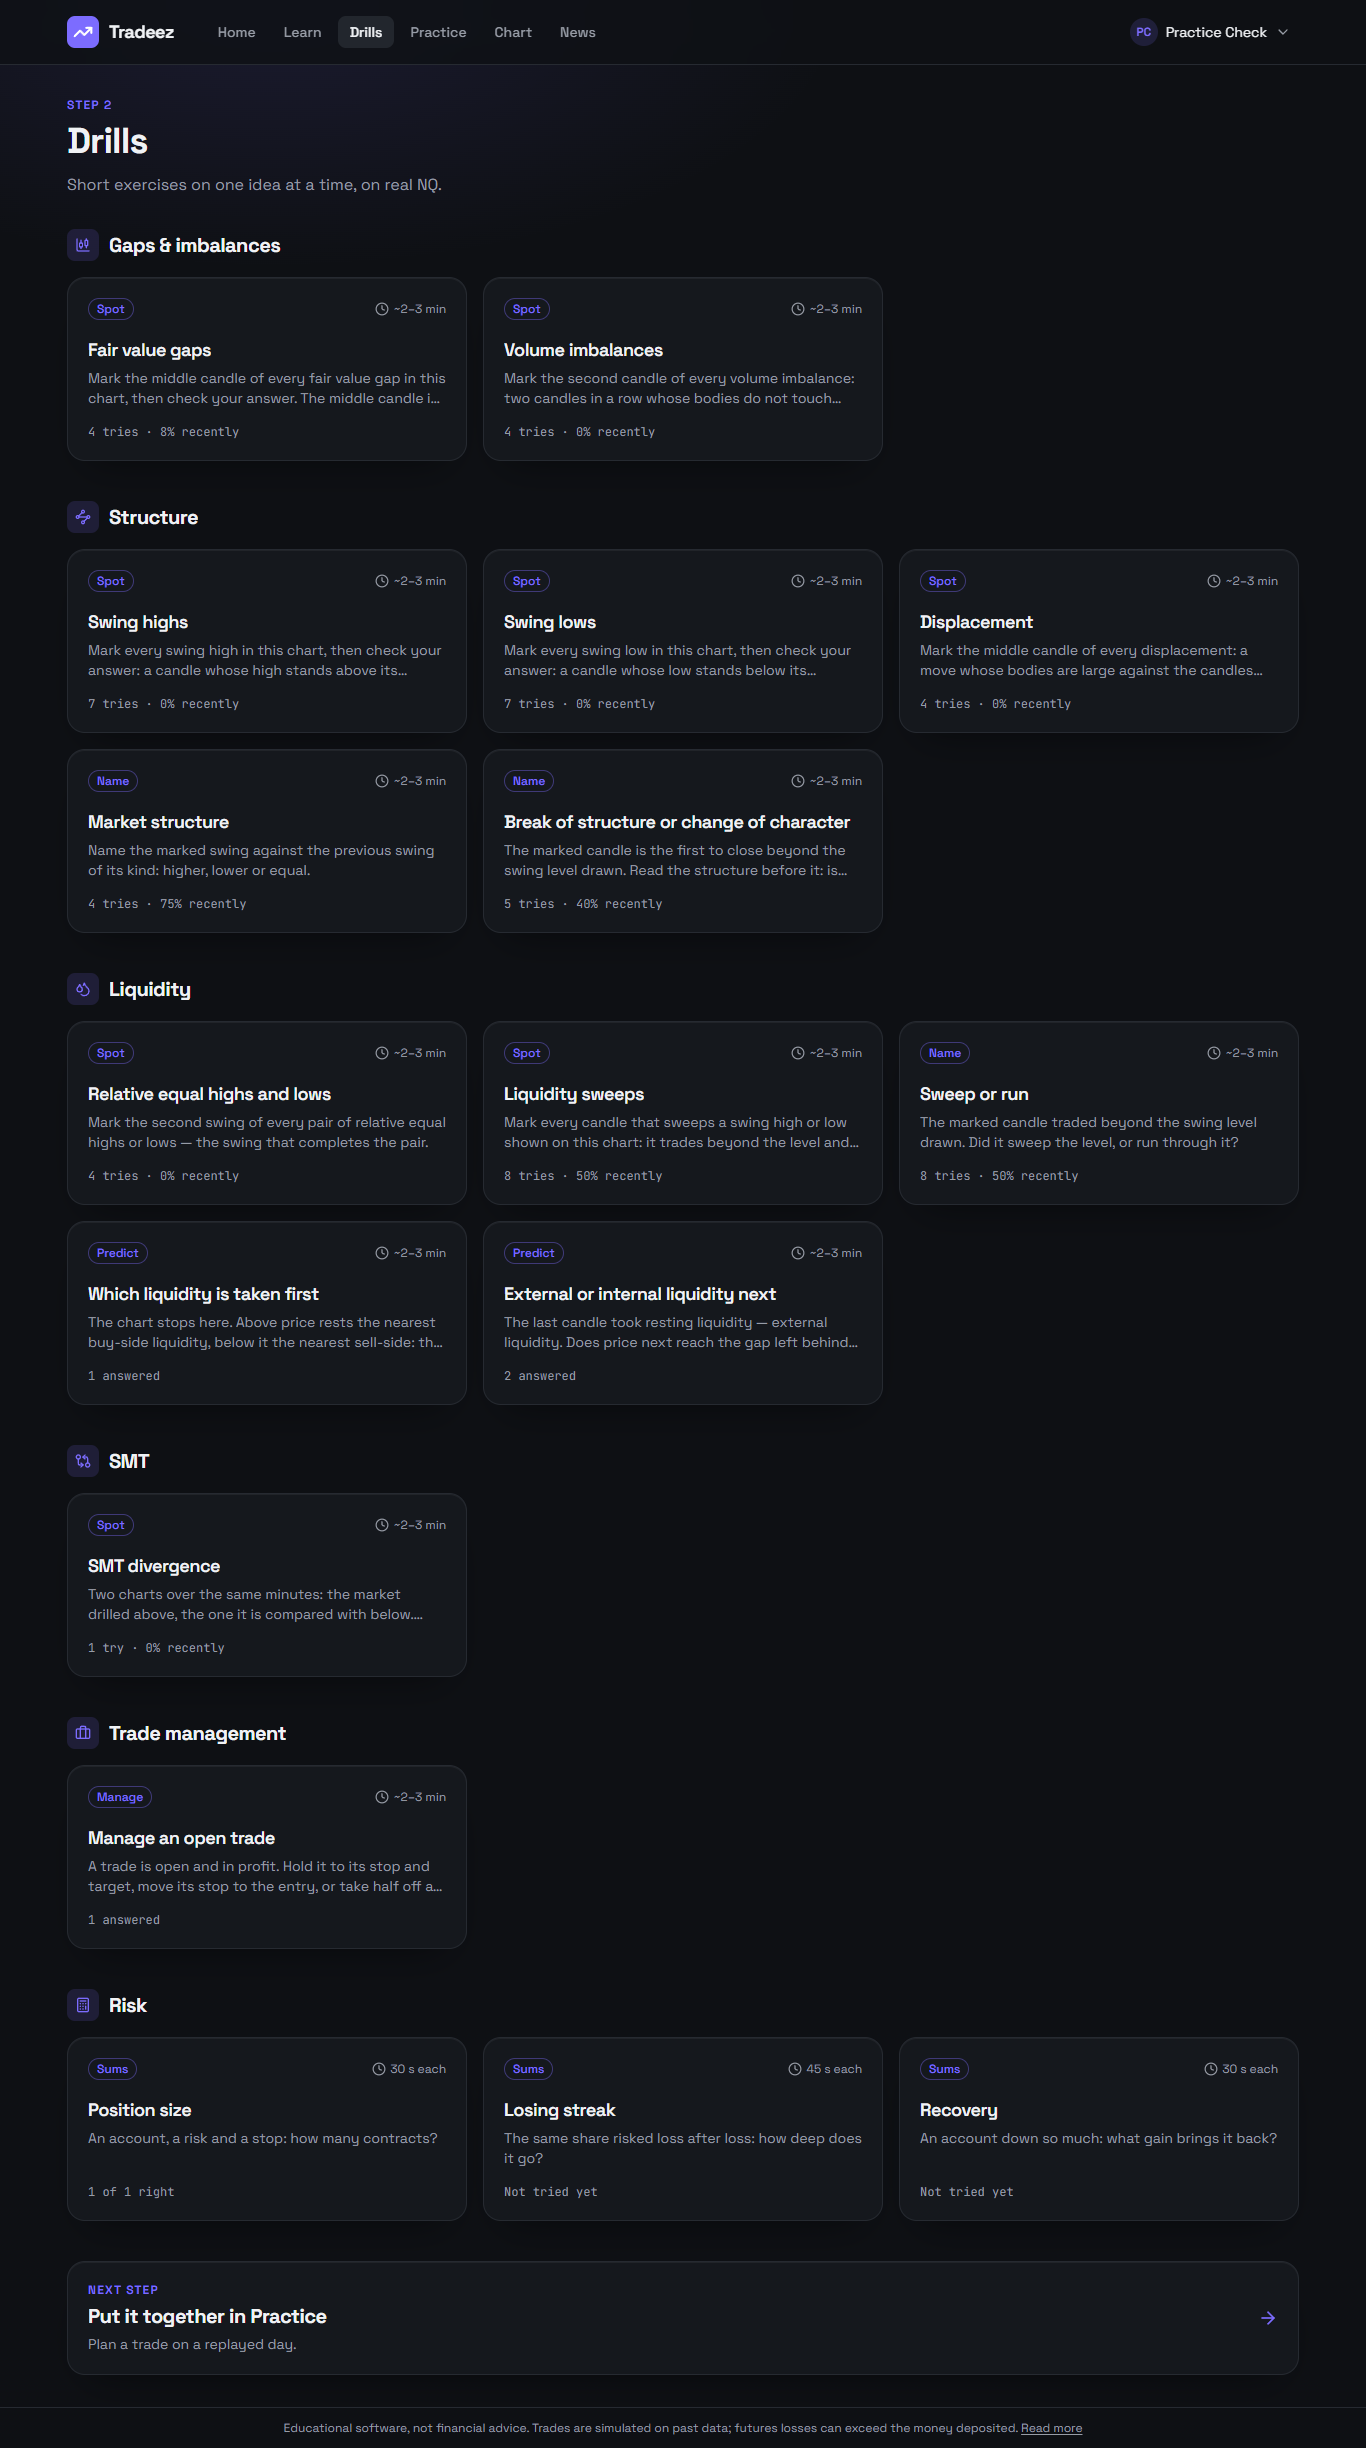 Tradeez
Home
Learn
Drills
Practice
Chart
News
PC
Practice Check
STEP 2
Drills
Short exercises on one idea at a time, on real NQ.
Gaps & imbalances
Spot
~2–3 min
Fair value gaps
Mark the middle candle of every fair value gap in this
chart, then check your answer. The middle candle i…
4 tries · 8% recently
Spot
~2–3 min
Volume imbalances
Mark the second candle of every volume imbalance:
two candles in a row whose bodies do not touch…
4 tries · 0% recently
Structure
Spot
~2–3 min
Swing highs
Mark every swing high in this chart, then check your
answer: a candle whose high stands above its…
7 tries · 0% recently
Spot
~2–3 min
Swing lows
Mark every swing low in this chart, then check your
answer: a candle whose low stands below its…
7 tries · 0% recently
Spot
~2–3 min
Displacement
Mark the middle candle of every displacement: a
move whose bodies are large against the candles…
4 tries · 0% recently
Name
~2–3 min
Market structure
Name the marked swing against the previous swing
of its kind: higher, lower or equal.
4 tries · 75% recently
Name
~2–3 min
Break of structure or change of character
The marked candle is the first to close beyond the
swing level drawn. Read the structure before it: is…
5 tries · 40% recently
Liquidity
Spot
~2–3 min
Relative equal highs and lows
Mark the second swing of every pair of relative equal
highs or lows — the swing that completes the pair.
4 tries · 0% recently
Spot
~2–3 min
Liquidity sweeps
Mark every candle that sweeps a swing high or low
shown on this chart: it trades beyond the level and…
8 tries · 50% recently
Name
~2–3 min
Sweep or run
The marked candle traded beyond the swing level
drawn. Did it sweep the level, or run through it?
8 tries · 50% recently
Predict
~2–3 min
Which liquidity is taken first
The chart stops here. Above price rests the nearest
buy-side liquidity, below it the nearest sell-side: th…
1 answered
Predict
~2–3 min
External or internal liquidity next
The last candle took resting liquidity — external
liquidity. Does price next reach the gap left behind…
2 answered
SMT
Spot
~2–3 min
SMT divergence
Two charts over the same minutes: the market
drilled above, the one it is compared with below.…
1 try · 0% recently
Trade management
Manage
~2–3 min
Manage an open trade
A trade is open and in profit. Hold it to its stop and
target, move its stop to the entry, or take half off a…
1 answered
Risk
Sums
30 s each
Position size
An account, a risk and a stop: how many contracts?
1 of 1 right
Sums
45 s each
Losing streak
The same share risked loss after loss: how deep does
it go?
Not tried yet
Sums
30 s each
Recovery
An account down so much: what gain brings it back?
Not tried yet
NEXT STEP
Put it together in Practice
Plan a trade on a replayed day.
Educational software, not financial advice. Trades are simulated on past data; futures losses can exceed the money deposited. Read more